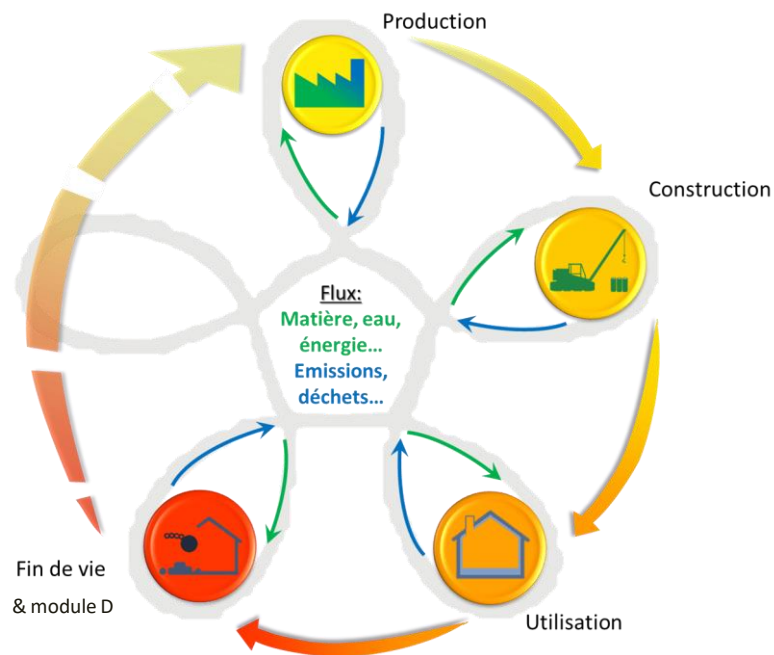 Production
Construction
Flux:
Matière, eau,
énergie...
Emissions,
déchets...
Fin de vie
& module D
Utilisation